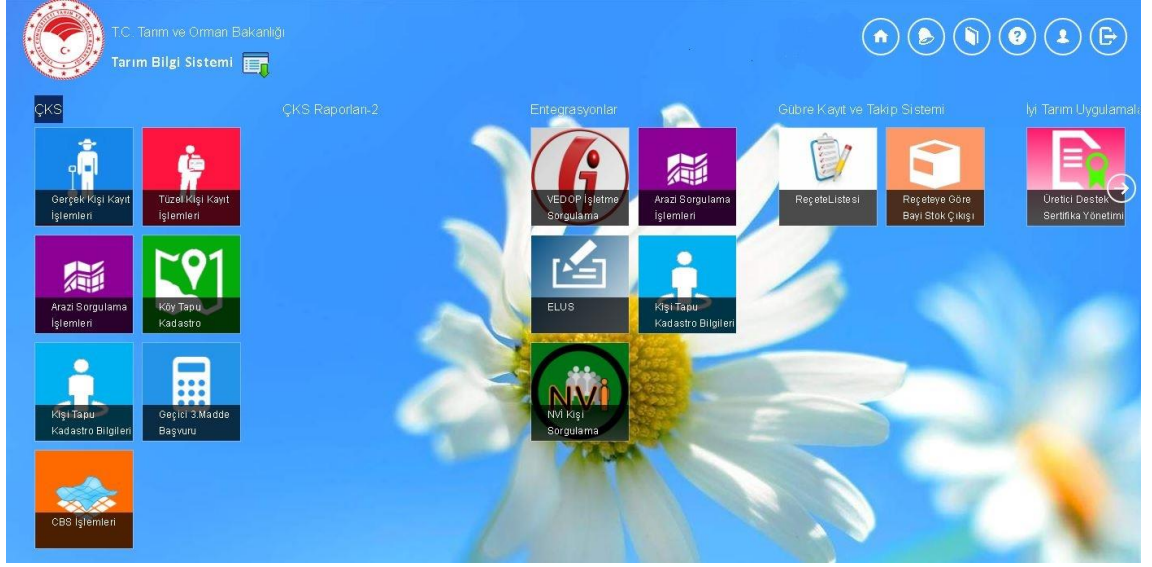 T.C. Tarım ve Orman Bakanlığı
Tarım Bilgi Sistemi
ÇKS
ÇKS Raporları-2
Entegrasyonlar
Gübre Kayıt ve Takip Sistemi
İyi Tarım Uygulamala
Gerçek Kişi Kayıt
İşlemleri
Tüzel Kişi Kayıt
İşlemleri
VEDOP İşletme
Sorgulama
Arazi Sorgulama
İşlemleri
ReçeteListesi
Reçeteye Göre
Bayi Stok Çıkışı
Üretici Destek
Sertifika Yönetimi
Arazi Sorgulama
İşlemleri
Köy Tapu
Kadastro
ELUS
Kişi Tapu
Kadastro Bilgileri
Kişi Tapu
Kadastro Bilgileri
Geçici 3.Madde
Başvuru
NVİ
NVİ Kişi
Sorgulama
CBS İşlemleri